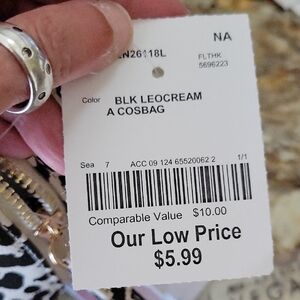 NA
EN26118L
FLTHK
5696223
Color BLK LEOCREAM
A COSBAG
Sea 7 ACC 09 124 65520062 2 1/1
Comparable Value $10.00
Our Low Price
$5.99